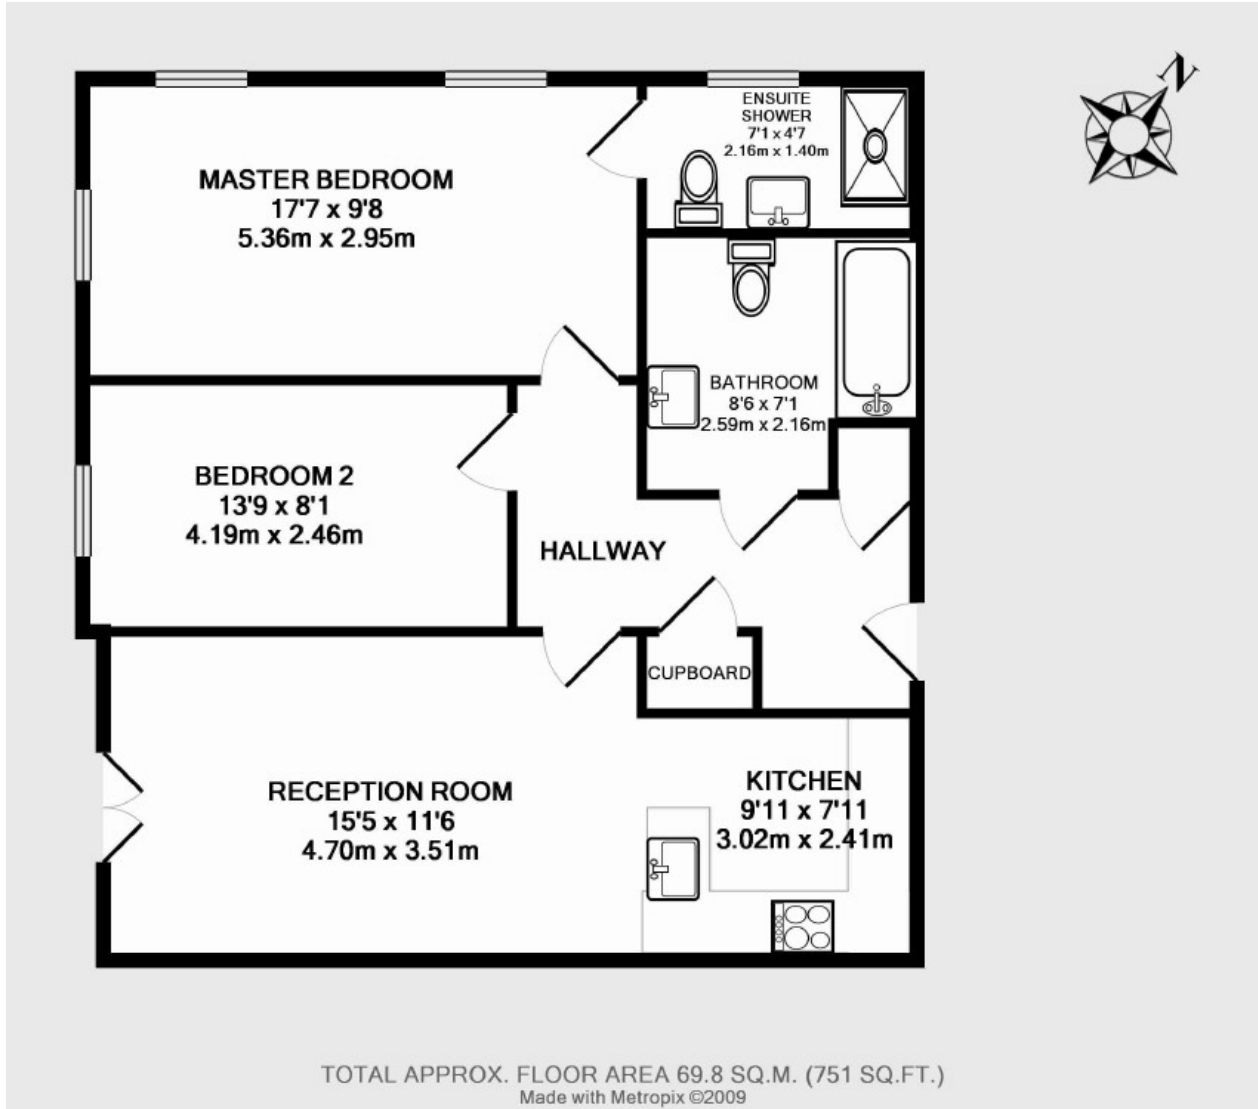 N
ENSUITE
SHOWER
7'1 x 4'7
2.16m x 1.40m
MASTER BEDROOM
17'7 x 9'8
5.36m x 2.95m
BATHROOM
8'6 x 7'1
2.59m x 2.16m
BEDROOM 2
13'9 x 8'1
4.19m x 2.46m
HALLWAY
CUPBOARD
RECEPTION ROOM
15'5 x 11'6
4.70m x 3.51m
KITCHEN
9'11 x 7'11
3.02m x 2.41m
TOTAL APPROX. FLOOR AREA 69.8 SQ.M. (751 SQ.FT.)
Made with Metropix ©2009